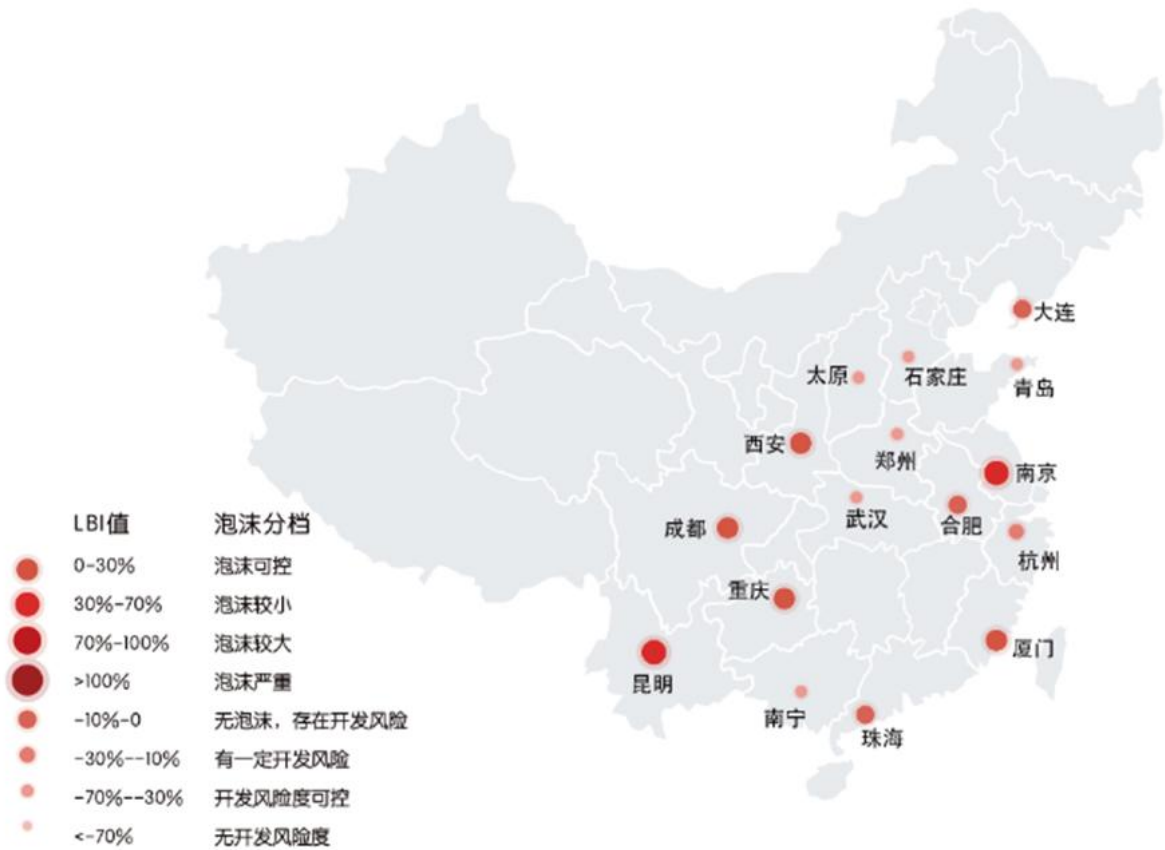 大连
太原
石家庄
青岛
西安
郑州
南京
武汉
合肥
成都
杭州
重庆
厦门
昆明
南宁
珠海
LBI值 泡沫分档
0-30% 泡沫可控
30%-70% 泡沫较小
70%-100% 泡沫较大
>100% 泡沫严重
-10%-0 无泡沫，存在开发风险
-30%--10% 有一定开发风险
-70%--30% 开发风险度可控
<-70% 无开发风险度